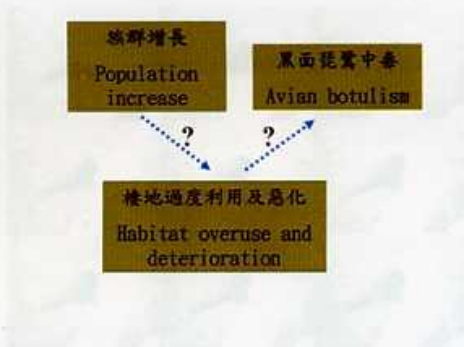 族群增長
Population
increase
黑面琵鷺中毒
Avian botulism
?
?
棲地過度利用及惡化
Habitat overuse and
deterioration